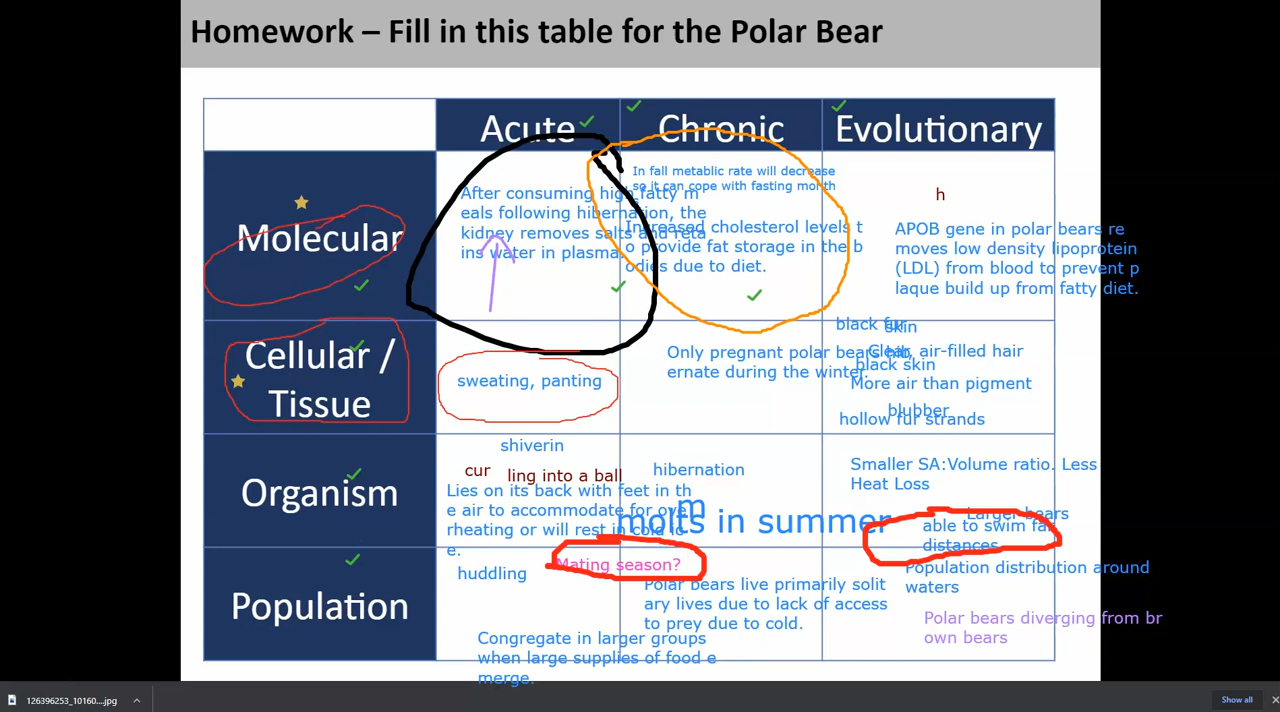 Homework – Fill in this table for the Polar Bear
Acute
Chronic
Evolutionary
Molecular
After consuming high fatty m
eals following hibernation, the
kidney removes salts and reta
ins water in plasma.
In fall metablic rate will decrease
so it can cope with fasting month
Increased cholesterol levels t
o provide fat storage in the b
odies due to diet.
h
APOB gene in polar bears re
moves low density lipoprotein
(LDL) from blood to prevent p
laque build up from fatty diet.
Cellular /
Tissue
sweating, panting
Only pregnant polar bears hib
ernate during the winter.
black fur
skin
Clear, air-filled hair
black skin
More air than pigment
blubber
hollow fur strands
Organism
shiverin
cur
ling into a ball
Lies on its back with feet in th
e air to accommodate for ove
rheating or will rest in cold ic
e.
hibernation
m
molts in summer
Smaller SA:Volume ratio. Less
Heat Loss
Larger bears
able to swim far
distances
Population
huddling
Mating season?
Congregate in larger groups
when large supplies of food e
merge.
Polar bears live primarily solit
ary lives due to lack of access
to prey due to cold.
Population distribution around
waters
Polar bears diverging from br
own bears
126396253_10160....jpg
Show all